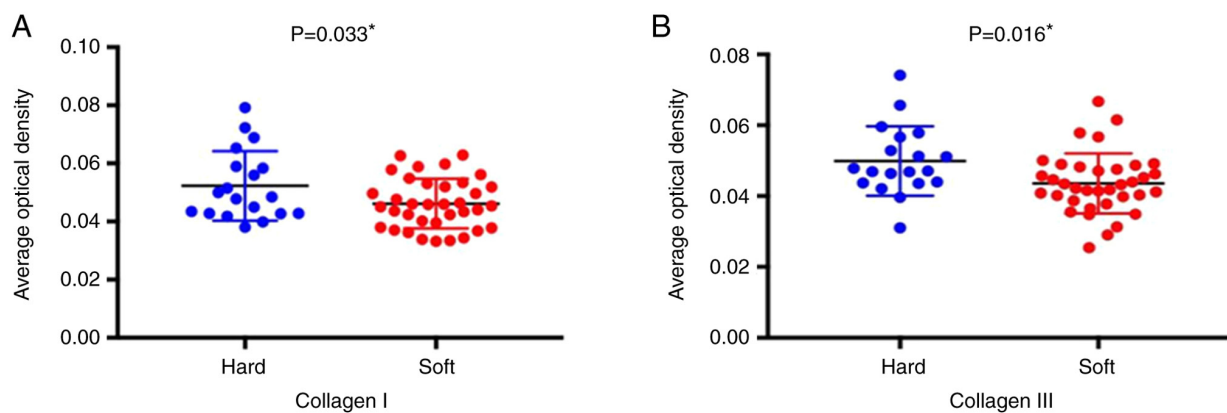 A
P=0.033*
Average optical density
0.10
0.08
0.06
0.04
0.02
0.00
Hard
Soft
Collagen I
B
P=0.016*
Average optical density
0.08
0.06
0.04
0.02
0.00
Hard
Soft
Collagen III